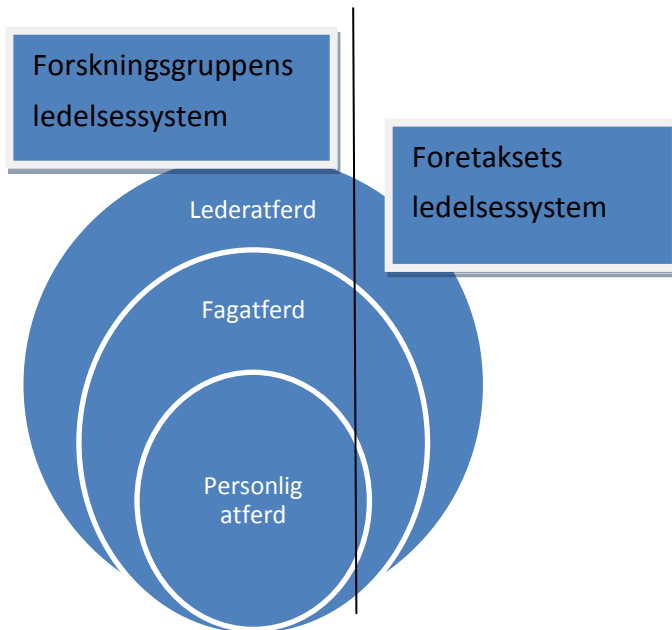 Forskningsgruppens
ledelsessystem
Foretaksets
ledelsessystem
Lederatferd
Fagatferd
Personlig
atferd